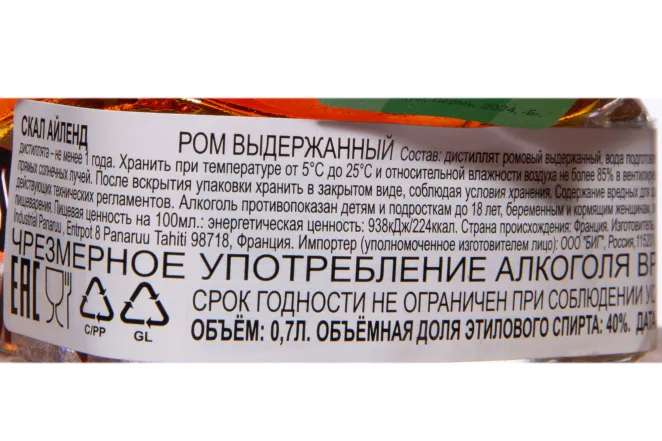 2024. -Б-
СКАЛ АЙЛЕНД
РОМ ВЫДЕРЖАННЫЙ Состав: дистиллят ромовый выдержанный, вода
дистиллята – не менее 1 года. Хранить при температуре от 5°C до 25°C и относительной влажности воздуха не более 85% в
прямых солнечных лучей. После вскрытия упаковки хранить в закрытом виде, соблюдая условия хранения. Содержание вредных для
действующих технических регламентов. Алкоголь противопоказан детям и подросткам до 18 лет, беременным и кормящим женщинам,
пищеварения. Пищевая ценность на 100мл.: энергетическая ценность: 938кДж/224ккал. Страна происхождения: Франция. Изготовитель
Industrial Panaru, Entrpot 8 Panaruu Tahiti 98718, Франция. Импортер (уполномоченное изготовителем лицо): ООО "БИГ", Россия,
ЧРЕЗМЕРНОЕ УПОТРЕБЛЕНИЕ АЛКОГОЛЯ ВР
EAC
СРОК ГОДНОСТИ НЕ ОГРАНИЧЕН ПРИ СОБЛЮДЕНИИ УС
C/PP GL
ОБЪЁМ: 0,7Л. ОБЪЁМНАЯ ДОЛЯ ЭТИЛОВОГО СПИРТА: 40%. ДАТА